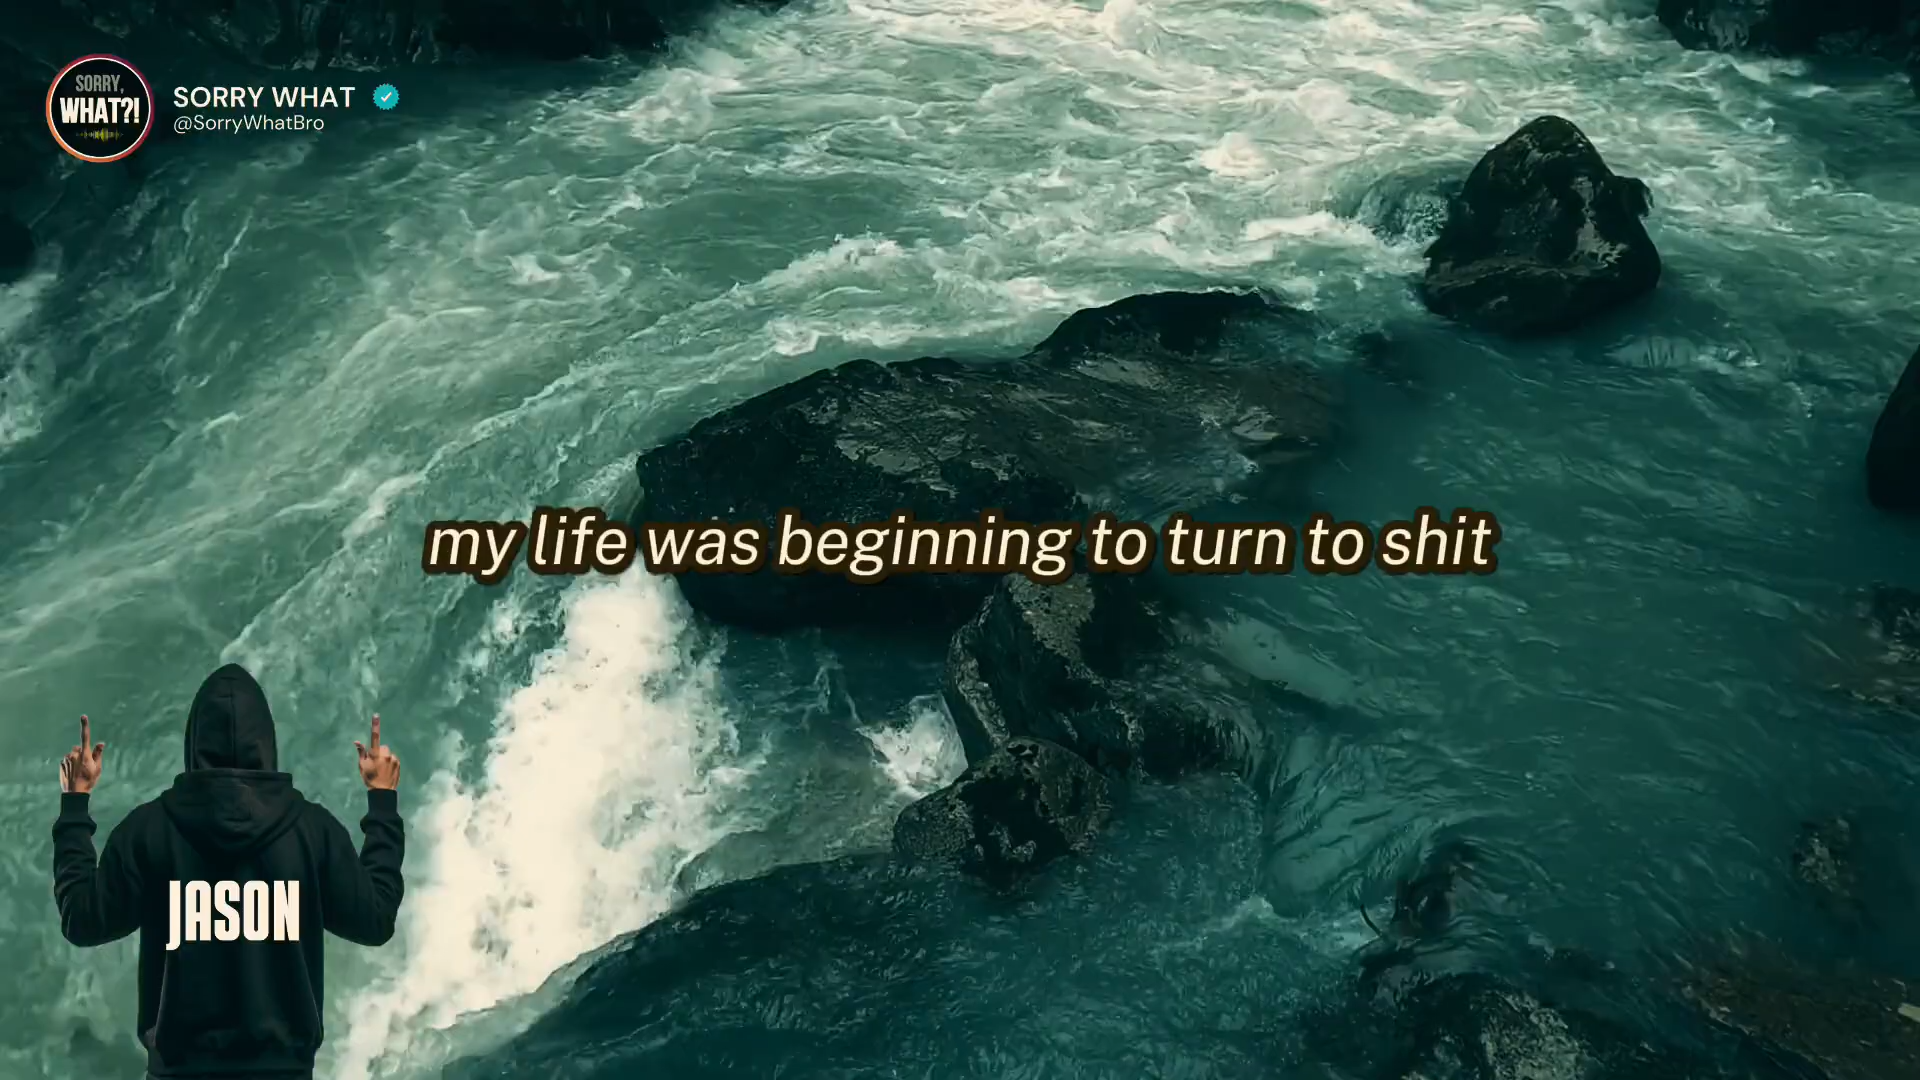 SORRY,
WHAT?!
SORRY WHAT
@SorryWhatBro
my life was beginning to turn to shit
JASON